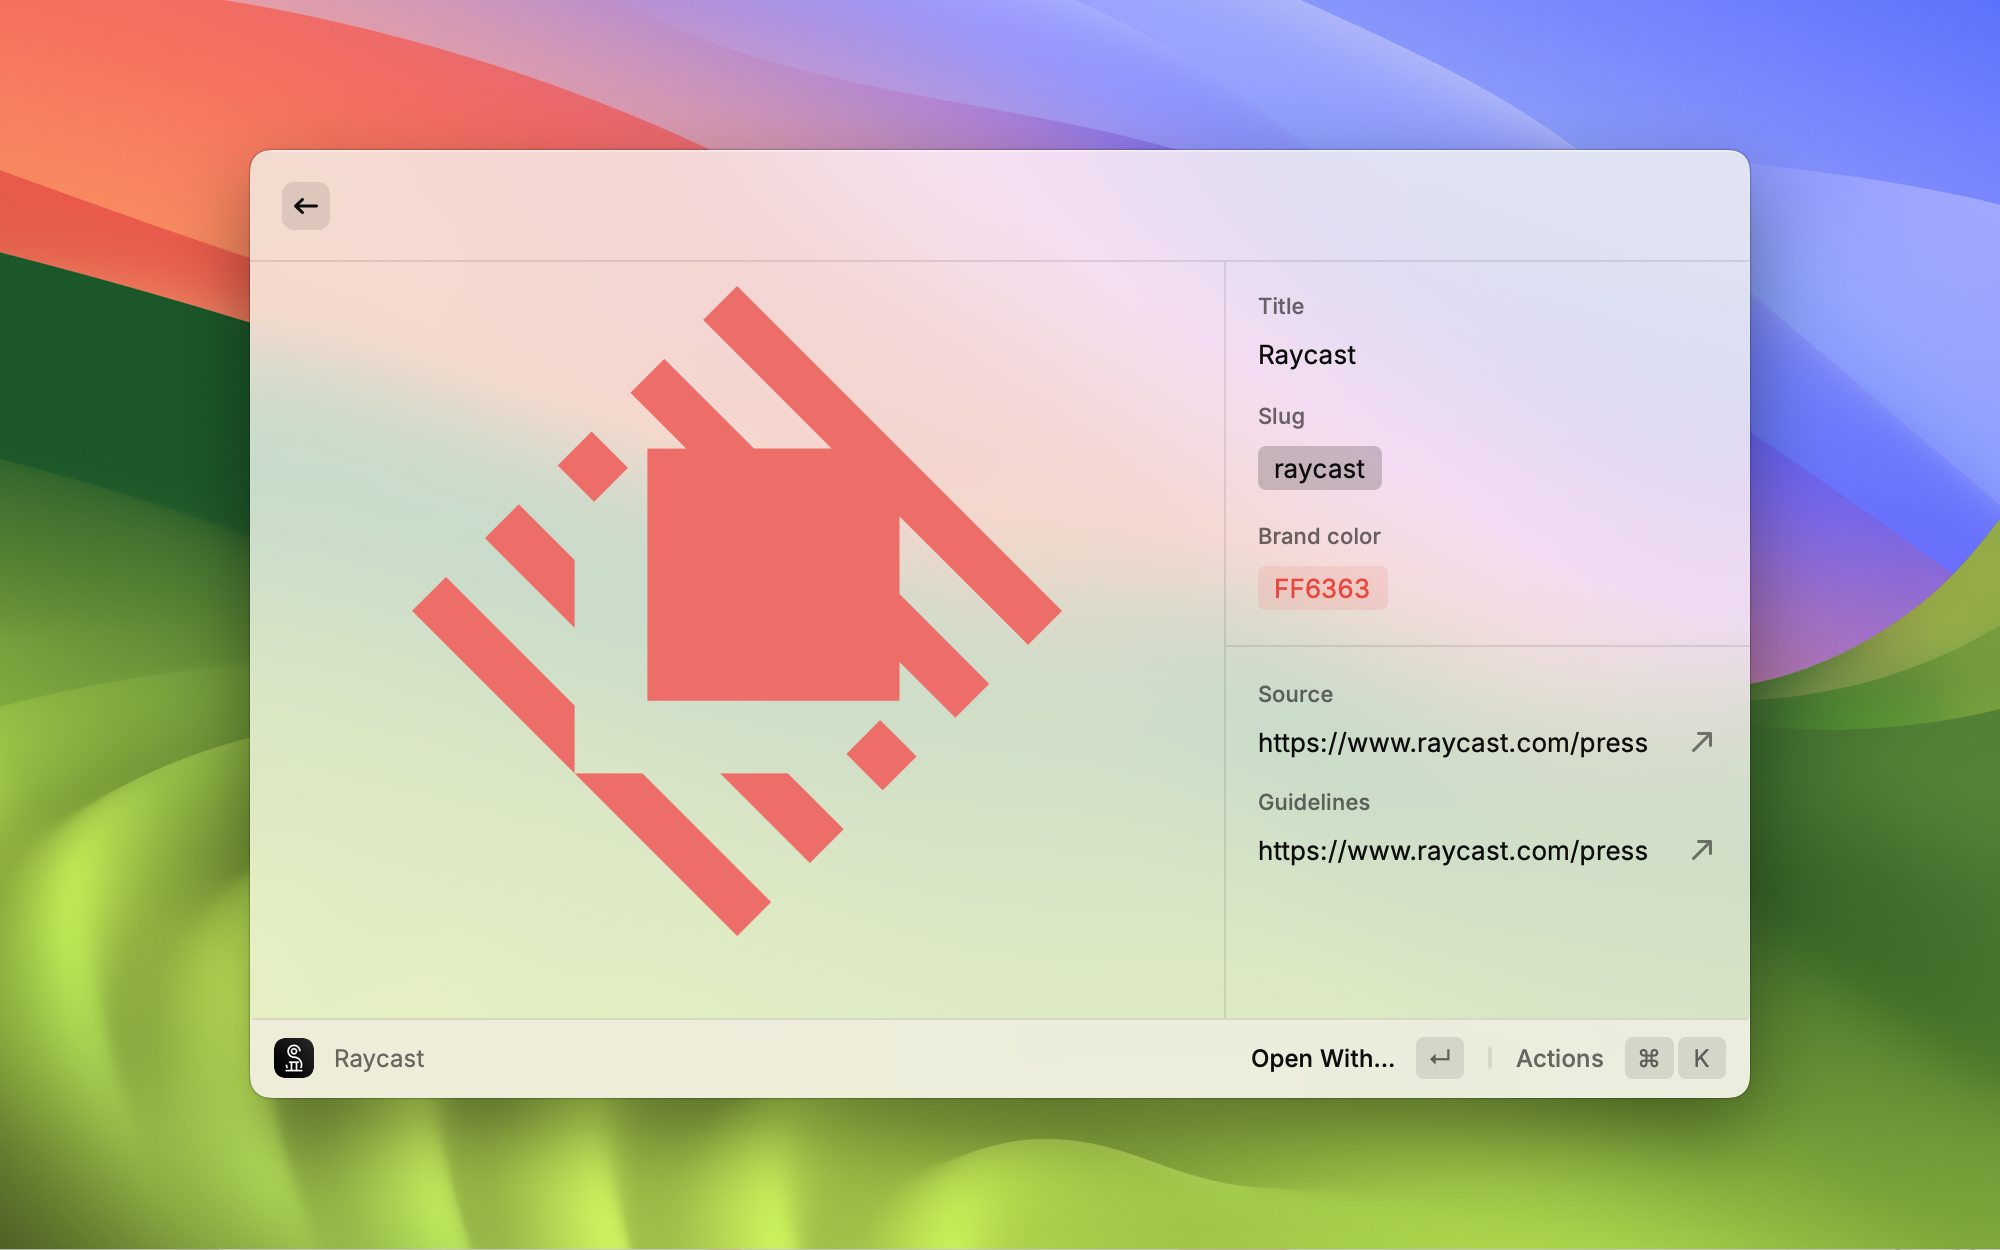 Title
Raycast
Slug
raycast
Brand color
FF6363
Source
https://www.raycast.com/press
Guidelines
https://www.raycast.com/press
Raycast
Open With...
Actions
⌘ K